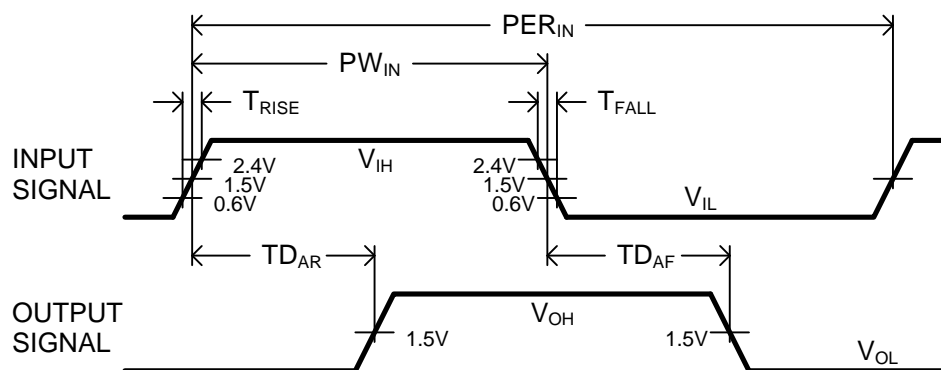 PER_IN
PW_IN
T_RISE
T_FALL
INPUT
SIGNAL
V_IH
2.4V
1.5V
0.6V
2.4V
1.5V
0.6V
V_IL
TD_AR
TD_AF
OUTPUT
SIGNAL
V_OH
1.5V
1.5V
V_OL